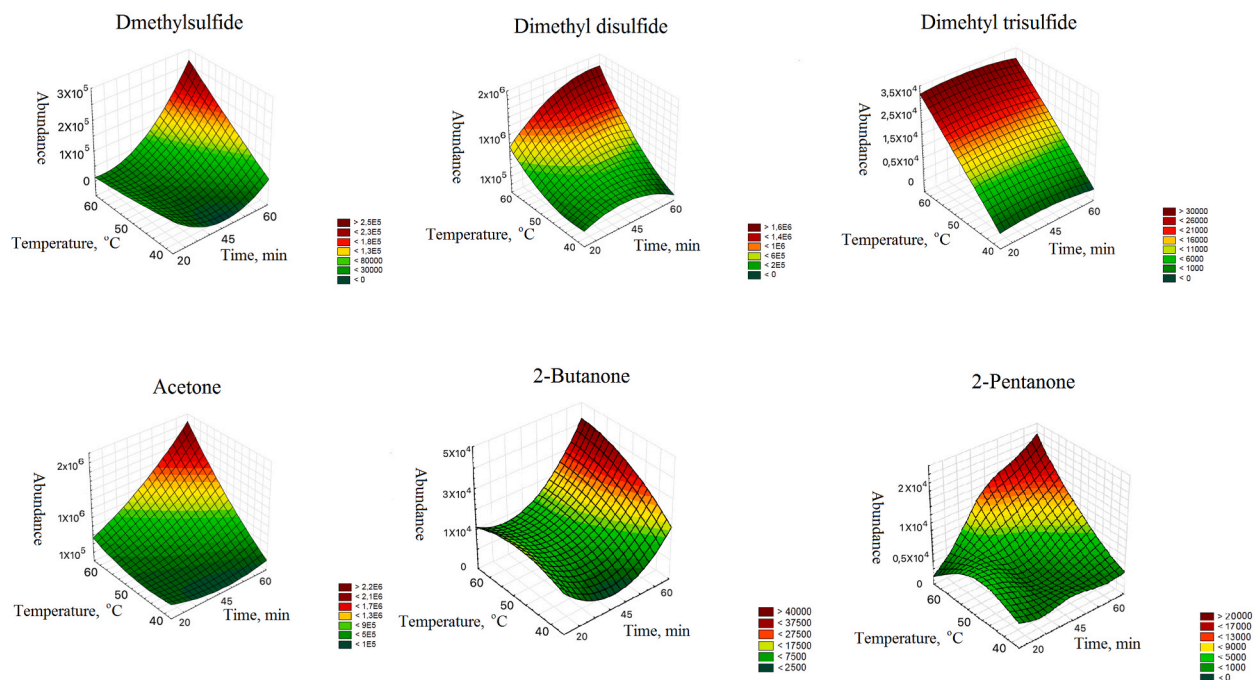 Dmethylsulfide
Abundance
3X10⁵
2X10⁵
1X10⁵
0
60
50
40
Temperature, °C
20
45
60
Time, min
> 2,5E5
< 2,3E5
< 1,8E5
< 1,3E5
< 80000
< 30000
< 0
Dimethyl disulfide
Abundance
2x10⁶
1X10⁶
1X10⁵
60
50
40
Temperature, °C
20
45
60
Time, min
> 1,6E6
< 1,4E6
< 1E6
< 6E5
< 2E5
< 0
Dimehtyl trisulfide
Abundance
3,5X10⁴
2,5X10⁴
1,5X10⁴
0,5X10⁴
0
60
50
40
Temperature, °C
20
45
60
Time, min
> 30000
< 26000
< 21000
< 16000
< 11000
< 6000
< 1000
< 0
Acetone
Abundance
2x10⁶
1X10⁶
1X10⁵
60
50
40
Temperature, °C
20
45
60
Time, min
> 2,2E6
< 2,1E6
< 1,7E6
< 1,3E6
< 9E5
< 5E5
< 1E5
2-Butanone
Abundance
5X10⁴
3X10⁴
1X10⁴
0
60
50
40
Temperature, °C
20
45
60
Time, min
> 40000
< 37500
< 27500
< 17500
< 7500
< 2500
2-Pentanone
Abundance
2X10⁴
1X10⁴
0,5X10⁴
0
60
50
40
Temperature, °C
20
45
60
Time, min
> 20000
< 17000
< 13000
< 9000
< 5000
< 1000
< 0